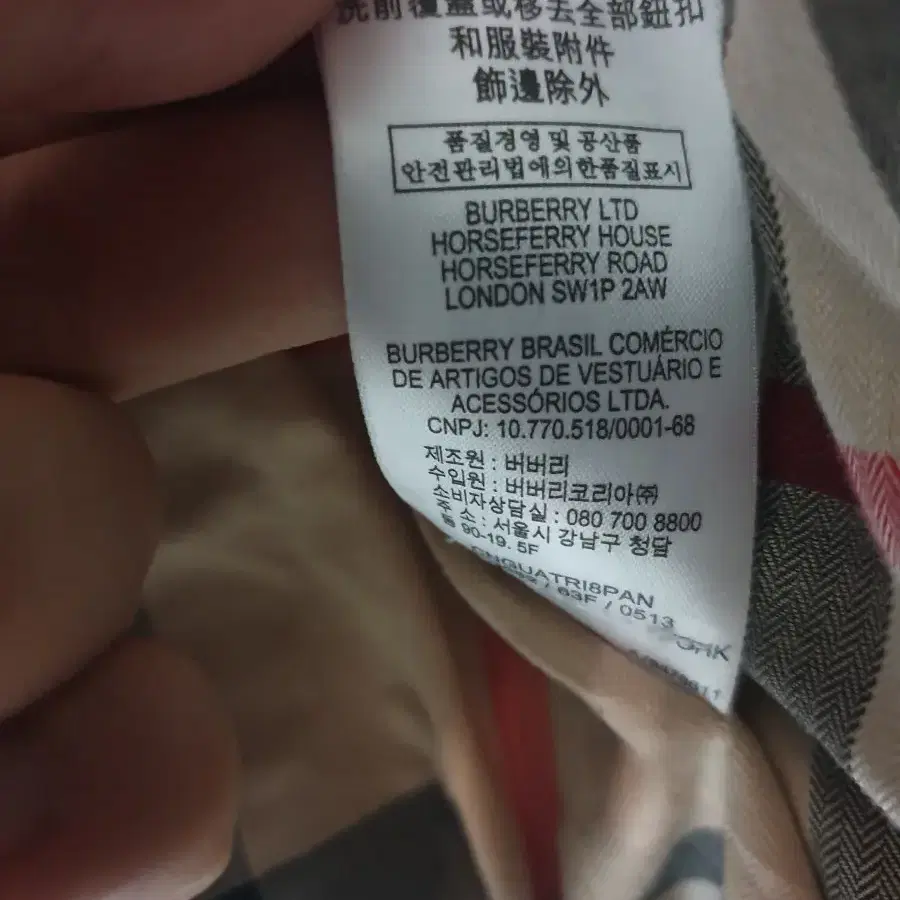 洗前覆蓋或移去全部鈕扣
和服裝附件
飾邊除外
품질경영 및 공산품
안전관리법에의한품질표시
BURBERRY LTD
HORSEFERRY HOUSE
HORSEFERRY ROAD
LONDON SW1P 2AW
BURBERRY BRASIL COMÉRCIO
DE ARTIGOS DE VESTUÁRIO E
ACESSÓRIOS LTDA.
CNPJ: 10.770.518/0001-68
제조원 : 버버리
수입원 : 버버리코리아㈜
소비자상담실 : 080 700 8800
주 소 : 서울시 강남구 청담
동 90-19. 5F
CNGUATRI8PAN
/ 63F / 0513